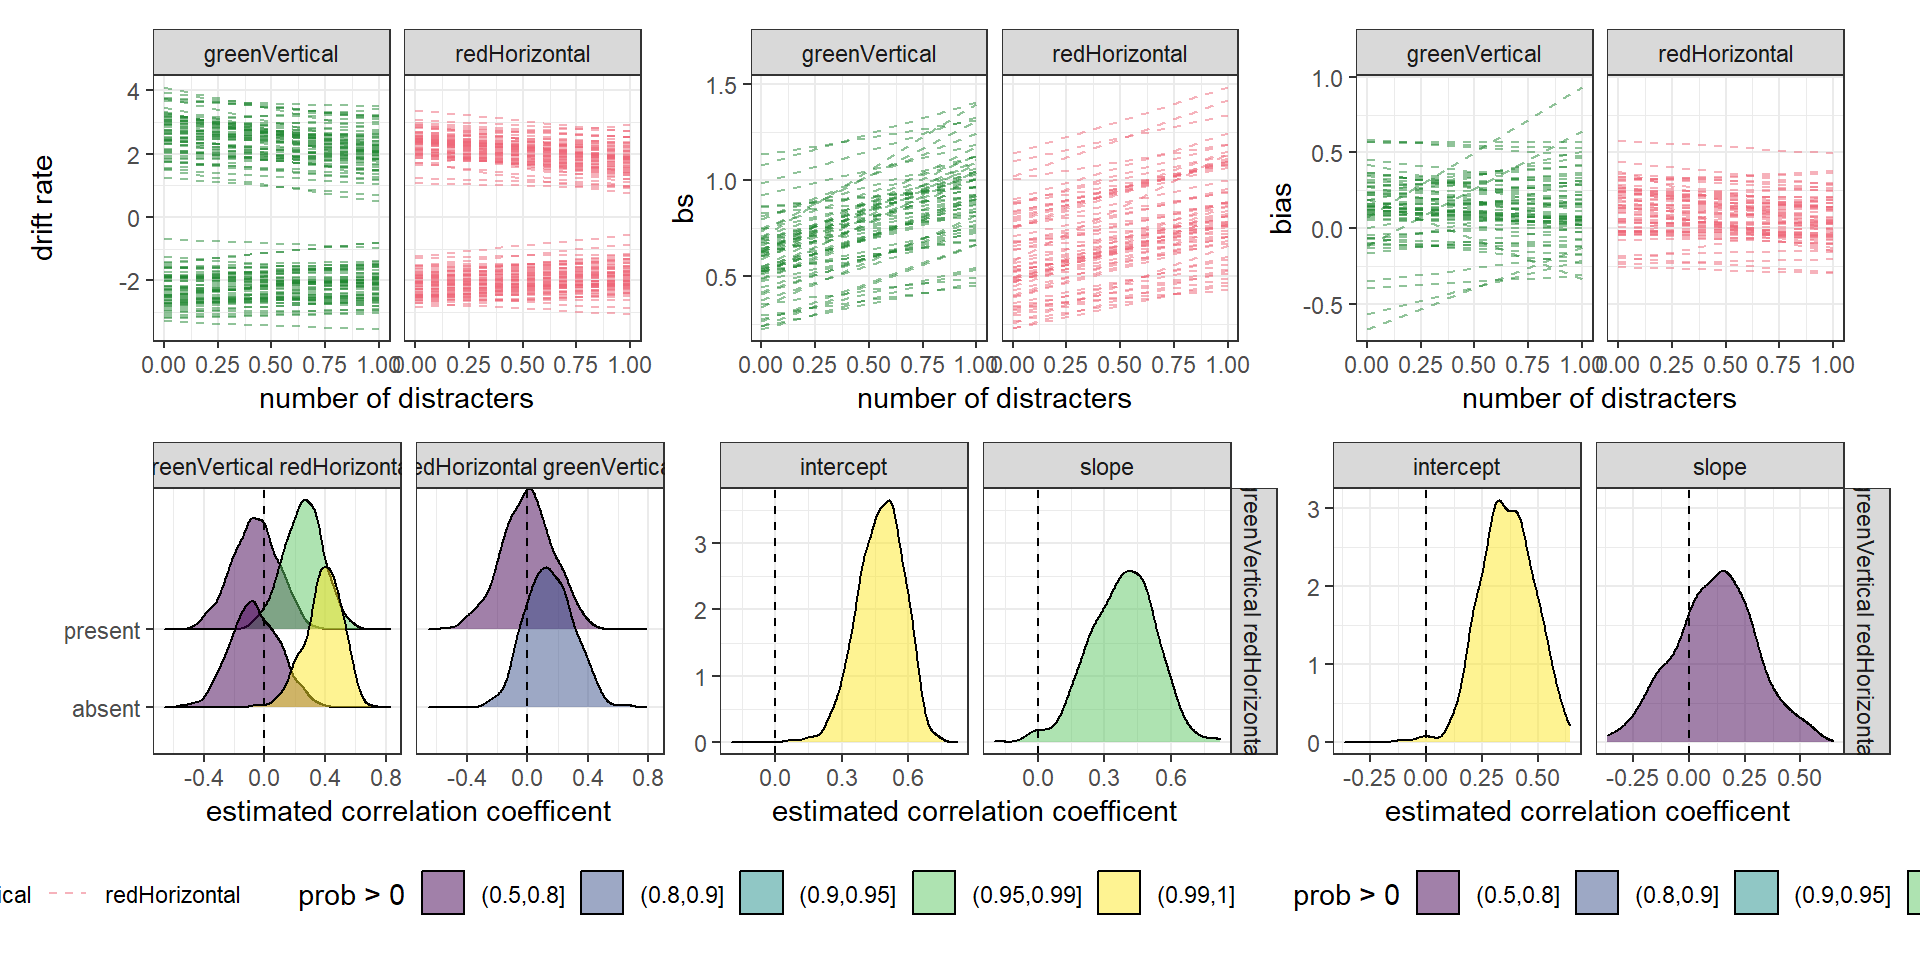 greenVertical redHorizontal
drift rate
4
2
0
-2
0.00 0.25 0.50 0.75 1.00
0.00 0.25 0.50 0.75 1.00
number of distracters
greenVertical redHorizontal
bs
1.5
1.0
0.5
0.00 0.25 0.50 0.75 1.00
0.00 0.25 0.50 0.75 1.00
number of distracters
greenVertical redHorizontal
bias
1.0
0.5
0.0
-0.5
0.00 0.25 0.50 0.75 1.00
0.00 0.25 0.50 0.75 1.00
number of distracters
reenVertical redHorizonta
edHorizontal greenVertica
present
absent
-0.4 0.0 0.4 0.8
-0.4 0.0 0.4 0.8
estimated correlation coefficent
intercept slope
3
2
1
0
greenVertical redHorizonta
0.0 0.3 0.6
0.0 0.3 0.6
estimated correlation coefficent
intercept slope
3
2
1
0
greenVertical redHorizonta
-0.25 0.00 0.25 0.50
-0.25 0.00 0.25 0.50
estimated correlation coefficent
ical redHorizontal
prob > 0 (0.5,0.8] (0.8,0.9] (0.9,0.95] (0.95,0.99] (0.99,1]
prob > 0 (0.5,0.8] (0.8,0.9] (0.9,0.95]